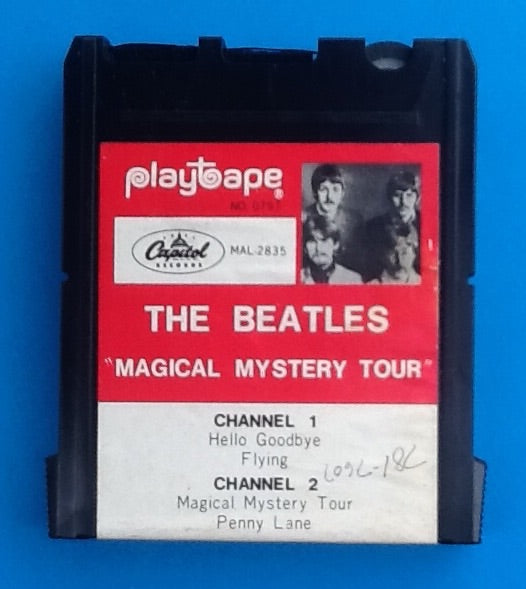 playtape®
NO. 0797
Capitol
RECORDS
MAL-2835
THE BEATLES
"MAGICAL MYSTERY TOUR"
CHANNEL 1
Hello Goodbye
Flying
CHANNEL 2
Magical Mystery Tour
Penny Lane